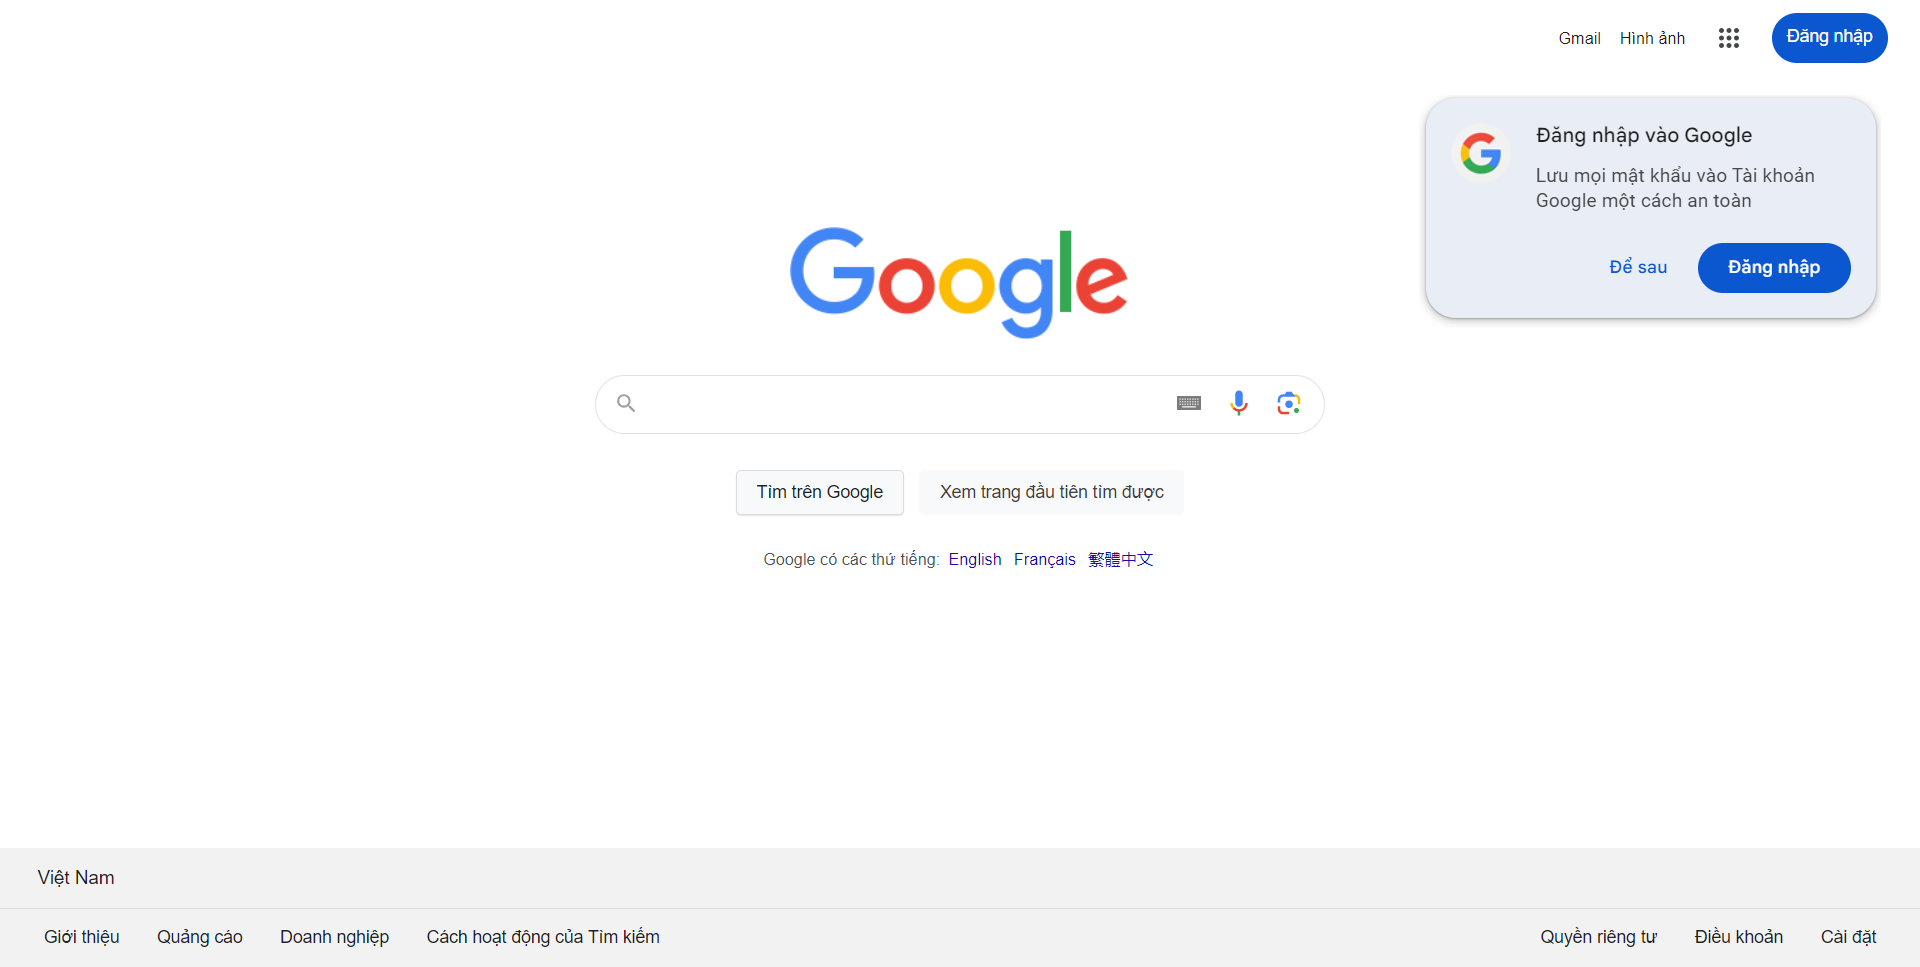 Gmail Hình ảnh Đăng nhập
Đăng nhập vào Google
Lưu mọi mật khẩu vào Tài khoản
Google một cách an toàn
Để sau Đăng nhập
Google
Tìm trên Google Xem trang đầu tiên tìm được
Google có các thứ tiếng: English Français 繁體中文
Việt Nam
Giới thiệu Quảng cáo Doanh nghiệp Cách hoạt động của Tìm kiếm Quyền riêng tư Điều khoản Cài đặt